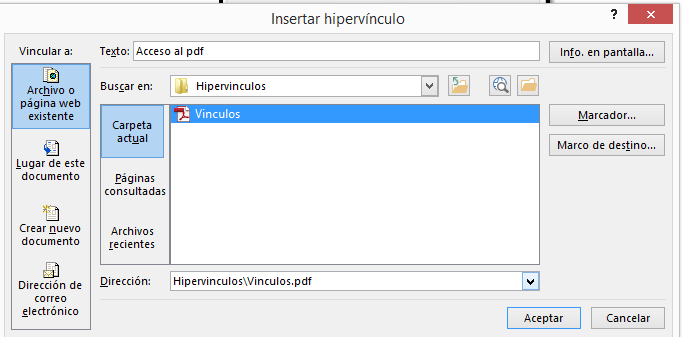 Insertar hipervínculo
? ×
Vincular a:
Texto: Acceso al pdf
Info. en pantalla...
Archivo o
página web
existente
Buscar en: Hipervinculos
Carpeta
actual
Vinculos
Marcador...
Marco de destino...
Lugar de este
documento
Páginas
consultadas
Crear nuevo
documento
Archivos
recientes
Dirección de
correo
electrónico
Dirección: Hipervinculos\Vinculos.pdf
Aceptar
Cancelar